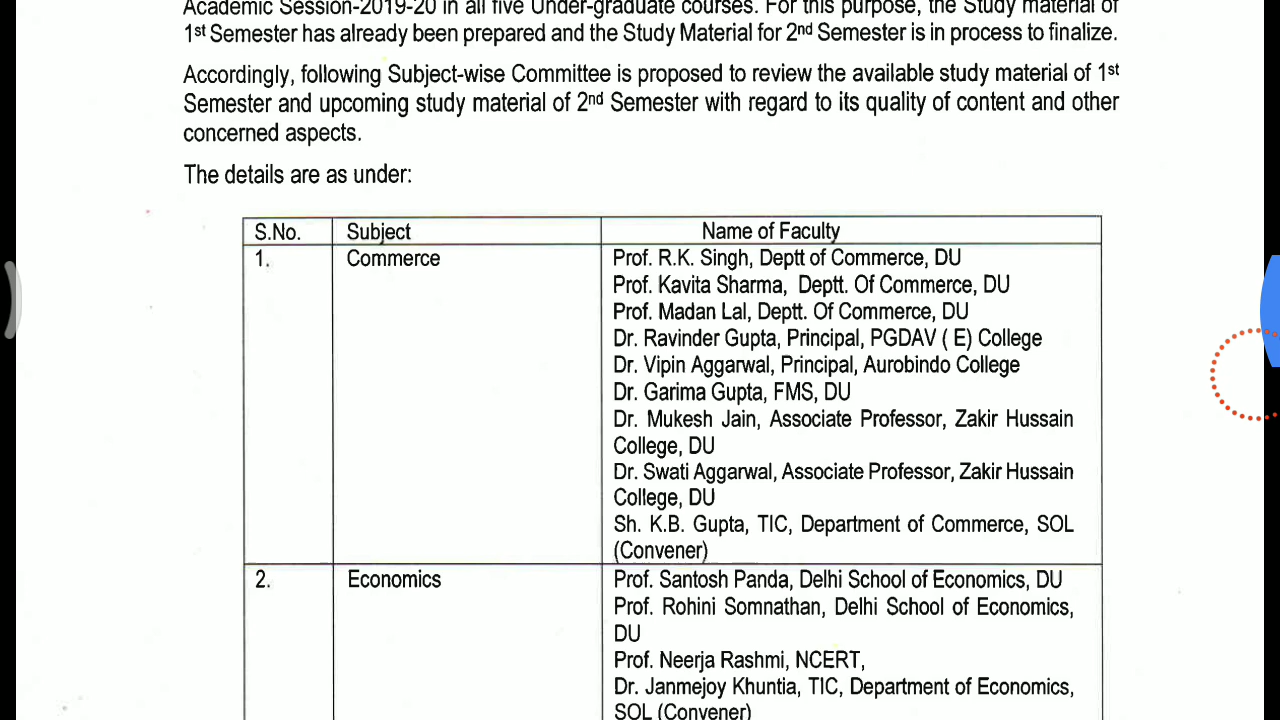 Academic Session-2019-20 in all five Under-graduate courses. For this purpose, the Study material of
1st Semester has already been prepared and the Study Material for 2nd Semester is in process to finalize.
Accordingly, following Subject-wise Committee is proposed to review the available study material of 1st
Semester and upcoming study material of 2nd Semester with regard to its quality of content and other
concerned aspects.
The details are as under:
S.No. Subject Name of Faculty
1. Commerce Prof. R.K. Singh, Deptt of Commerce, DU
Prof. Kavita Sharma, Deptt. Of Commerce, DU
Prof. Madan Lal, Deptt. Of Commerce, DU
Dr. Ravinder Gupta, Principal, PGDAV ( E) College
Dr. Vipin Aggarwal, Principal, Aurobindo College
Dr. Garima Gupta, FMS, DU
Dr. Mukesh Jain, Associate Professor, Zakir Hussain
College, DU
Dr. Swati Aggarwal, Associate Professor, Zakir Hussain
College, DU
Sh. K.B. Gupta, TIC, Department of Commerce, SOL
(Convener)
2. Economics Prof. Santosh Panda, Delhi School of Economics, DU
Prof. Rohini Somnathan, Delhi School of Economics,
DU
Prof. Neerja Rashmi, NCERT,
Dr. Janmejoy Khuntia, TIC, Department of Economics,
SOL (Convener)